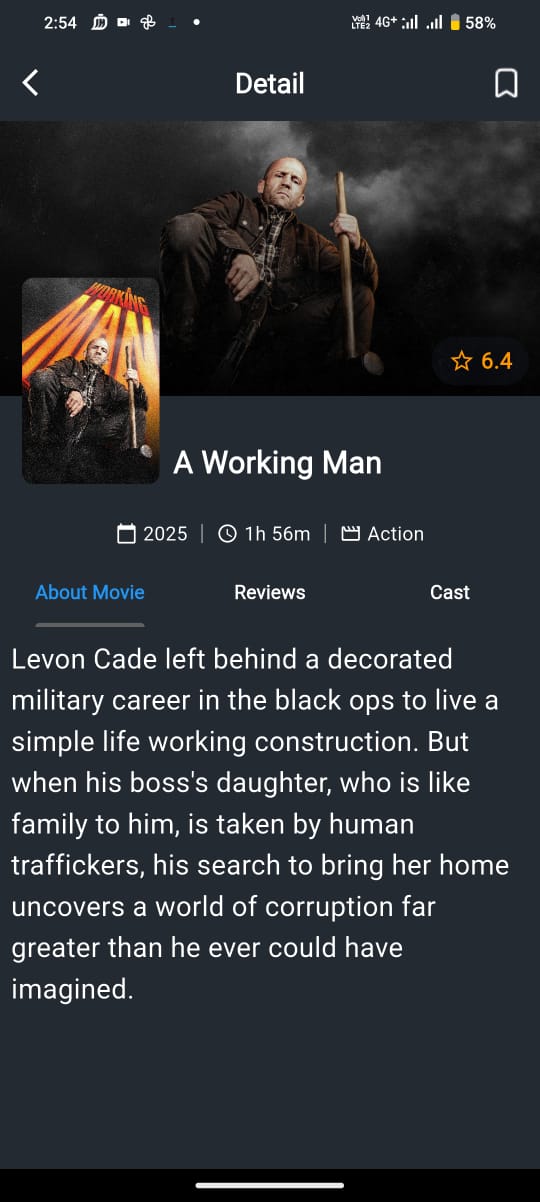 2:54 Vo)) LTE2 4G+ 58%
Detail
WORKING
MAN
6.4
A Working Man
2025 | 1h 56m | Action
About Movie Reviews Cast
Levon Cade left behind a decorated
military career in the black ops to live a
simple life working construction. But
when his boss's daughter, who is like
family to him, is taken by human
traffickers, his search to bring her home
uncovers a world of corruption far
greater than he ever could have
imagined.